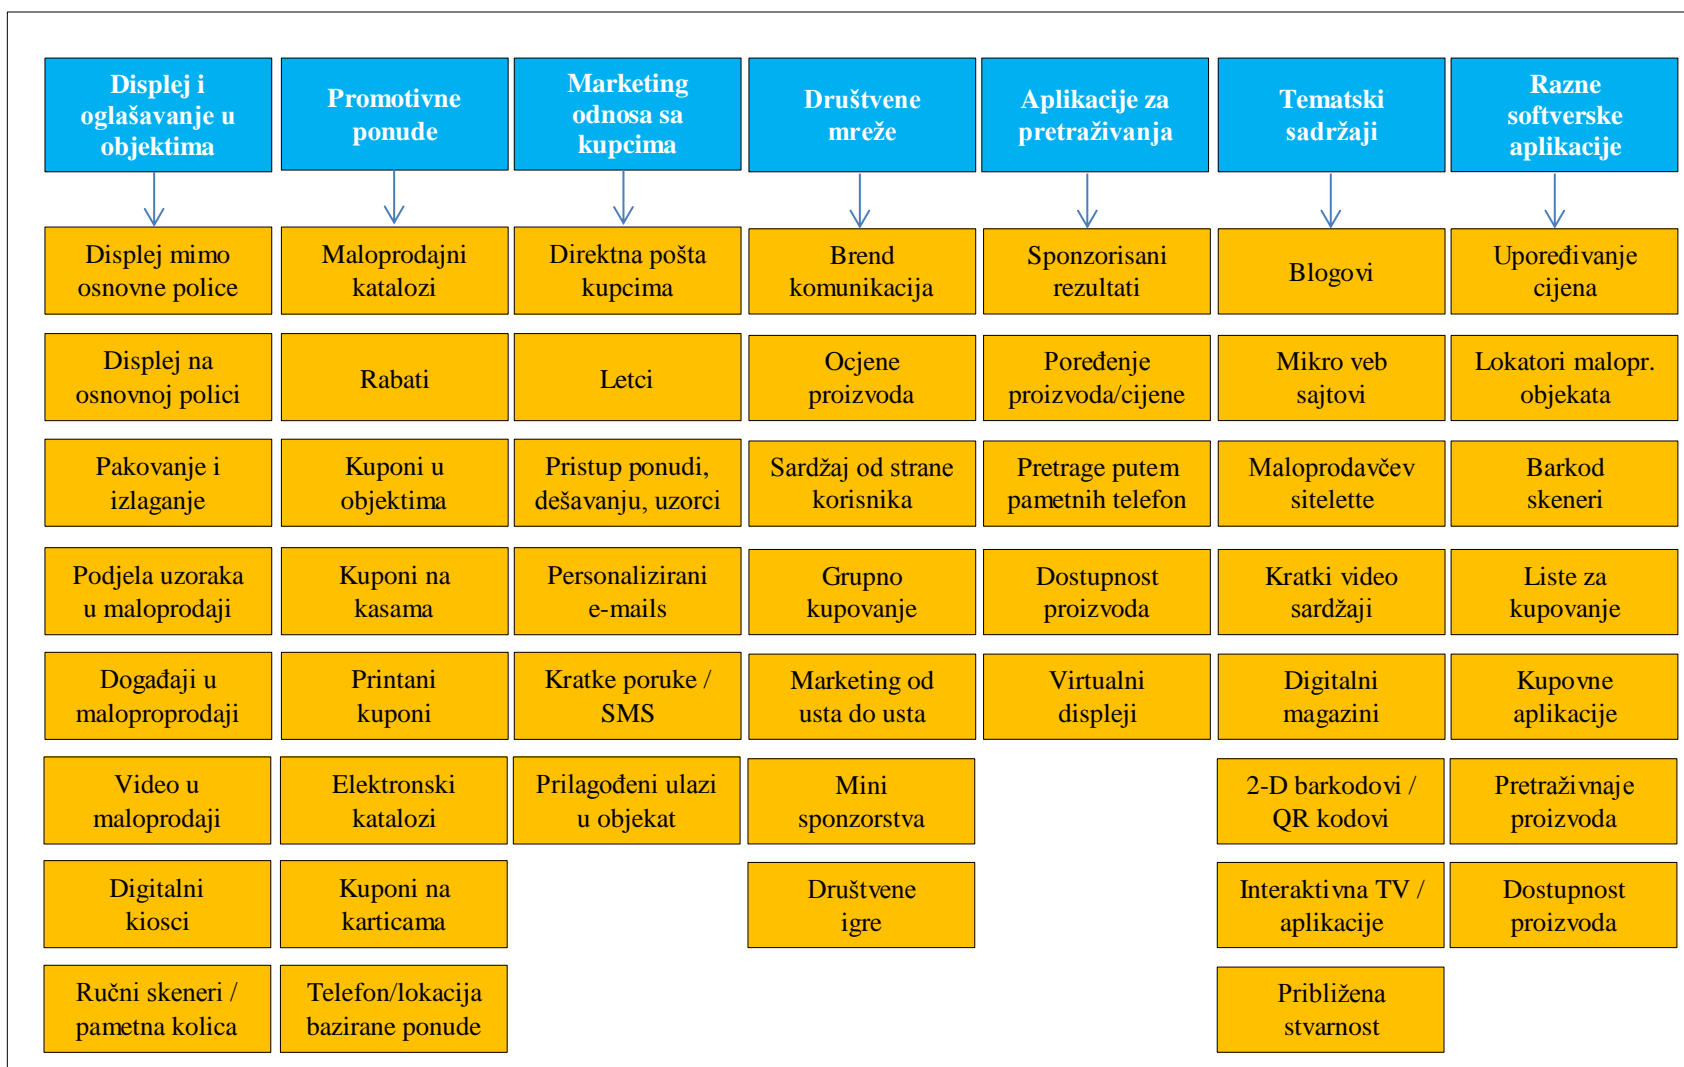 Displej i
oglašavanje u
objektima
Promotivne
ponude
Marketing
odnosa sa
kupcima
Društvene
mreže
Aplikacije za
pretraživanja
Tematski
sadržaji
Razne
softverske
aplikacije
Displej mimo
osnovne police
Maloprodajni
katalozi
Direktna pošta
kupcima
Brend
komunikacija
Sponzorisani
rezultati
Blogovi
Upoređivanje
cijena
Displej na
osnovnoj polici
Rabati
Letci
Ocjene
proizvoda
Poređenje
proizvoda/cijene
Mikro veb
sajtovi
Lokatori malopr.
objekata
Pakovanje i
izlaganje
Kuponi u
objektima
Pristup ponudi,
dešavanju, uzorci
Sardžaj od strane
korisnika
Pretrage putem
pametnih telefon
Maloprodavčev
sitelette
Barkod
skeneri
Podjela uzoraka
u maloprodaji
Kuponi na
kasama
Personalizirani
e-mails
Grupno
kupovanje
Dostupnost
proizvoda
Kratki video
sardžaji
Liste za
kupovanje
Događaji u
maloproprodaji
Printani
kuponi
Kratke poruke /
SMS
Marketing od
usta do usta
Virtualni
displeji
Digitalni
magazini
Kupovne
aplikacije
Video u
maloprodaji
Elektronski
katalozi
Prilagođeni ulazi
u objekat
Mini
sponzorstva
2-D barkodovi /
QR kodovi
Pretraživnaje
proizvoda
Digitalni
kiosci
Kuponi na
karticama
Društvene
igre
Interaktivna TV /
aplikacije
Dostupnost
proizvoda
Ručni skeneri /
pametna kolica
Telefon/lokacija
bazirane ponude
Približena
stvarnost